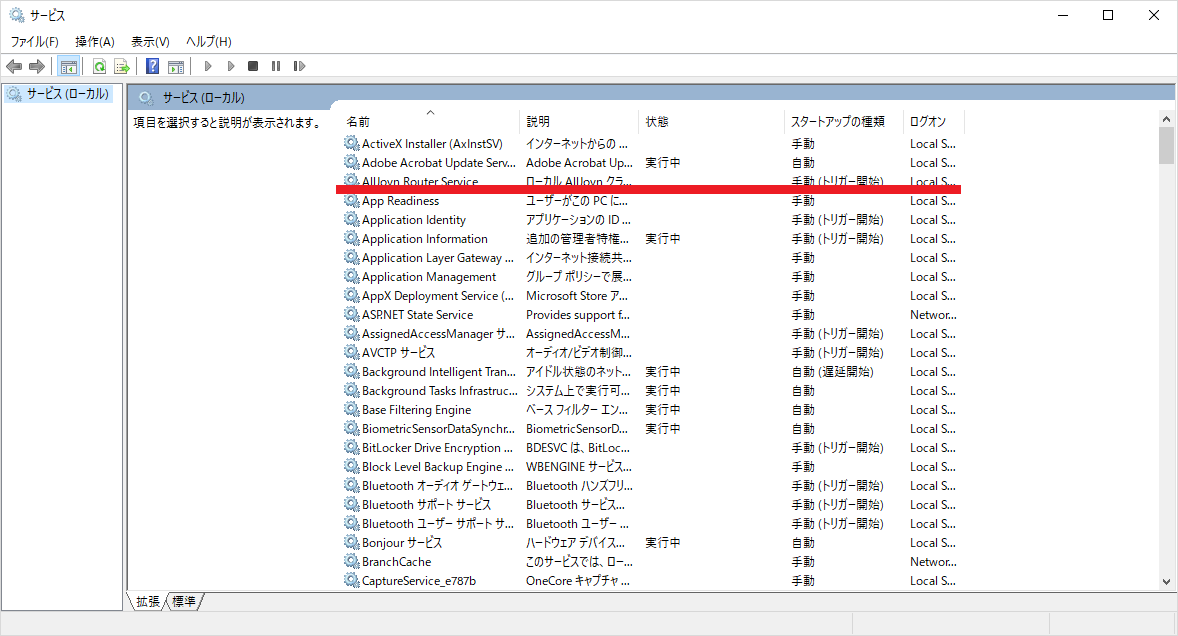 サービス
ファイル(F) 操作(A) 表示(V) ヘルプ(H)
サービス (ローカル)
サービス (ローカル)
項目を選択すると説明が表示されます。
名前 説明 状態 スタートアップの種類 ログオン
ActiveX Installer (AxInstSV) インターネットからの ... 手動 Local S...
Adobe Acrobat Update Serv... Adobe Acrobat Up... 実行中 自動 Local S...
AllJoyn Router Service ローカル AllJoyn クラ... 手動 (トリガー開始) Local S...
App Readiness ユーザーがこの PC に... 手動 Local S...
Application Identity アプリケーションの ID ... 手動 (トリガー開始) Local S...
Application Information 追加の管理者特権... 実行中 手動 (トリガー開始) Local S...
Application Layer Gateway ... インターネット接続共... 手動 Local S...
Application Management グループ ポリシーで展... 手動 Local S...
AppX Deployment Service (... Microsoft Store ア... 手動 Local S...
ASP.NET State Service Provides support f... 手動 Networ...
AssignedAccessManager サ... AssignedAccessM... 手動 (トリガー開始) Local S...
AVCTP サービス オーディオ/ビデオ制御... 手動 (トリガー開始) Local S...
Background Intelligent Tran... アイドル状態のネット... 実行中 自動 (遅延開始) Local S...
Background Tasks Infrastruc... システム上で実行可... 実行中 自動 Local S...
Base Filtering Engine ベース フィルター エン... 実行中 自動 Local S...
BiometricSensorDataSynchr... BiometricSensorD... 実行中 自動 Local S...
BitLocker Drive Encryption ... BDESVC は、BitLoc... 手動 (トリガー開始) Local S...
Block Level Backup Engine ... WBENGINE サービス... 手動 Local S...
Bluetooth オーディオ ゲートウェ... Bluetooth ハンズフリ... 手動 (トリガー開始) Local S...
Bluetooth サポート サービス Bluetooth サービス... 手動 (トリガー開始) Local S...
Bluetooth ユーザー サポート サ... Bluetooth ユーザー ... 手動 (トリガー開始) Local S...
Bonjour サービス ハードウェア デバイス... 実行中 自動 Local S...
BranchCache このサービスでは、ロー... 手動 Networ...
CaptureService_e787b OneCore キャプチャ ... 手動 Local S...
拡張 標準